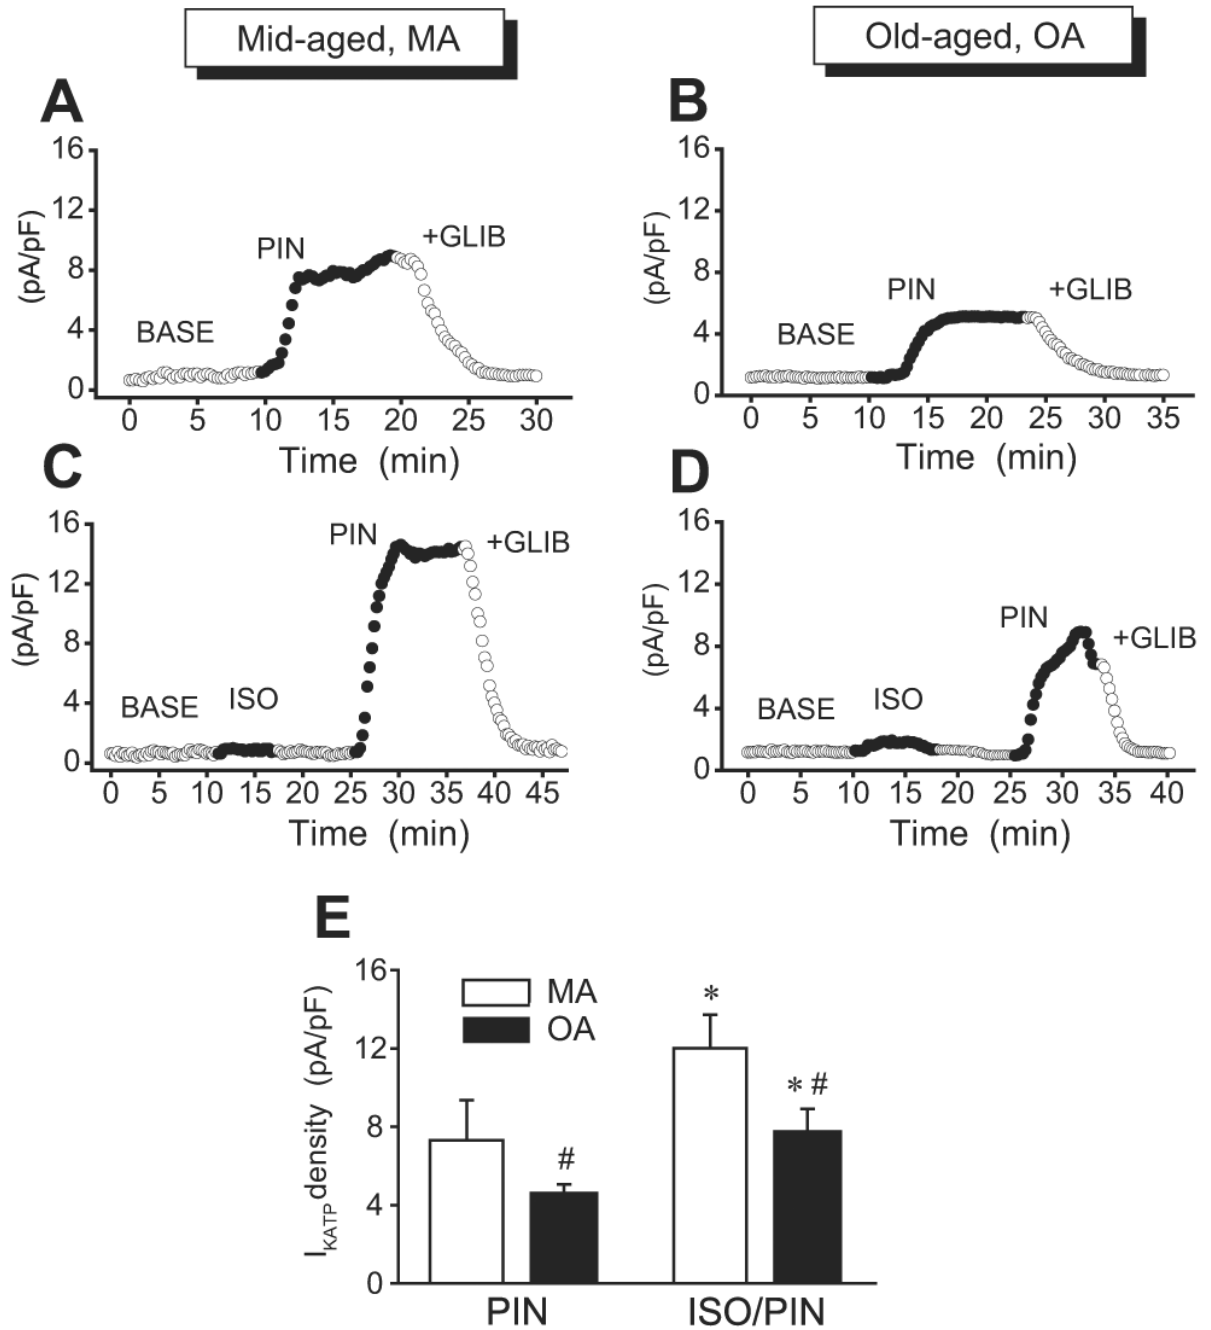 Mid-aged, MA
Old-aged, OA
A
16
12
8
4
0
(pA/pF)
BASE
PIN
+GLIB
0 5 10 15 20 25 30
Time (min)
B
16
12
8
4
0
(pA/pF)
BASE
PIN
+GLIB
0 5 10 15 20 25 30 35
Time (min)
C
16
12
8
4
0
(pA/pF)
BASE
ISO
PIN
+GLIB
0 5 10 15 20 25 30 35 40 45
Time (min)
D
16
12
8
4
0
(pA/pF)
BASE
ISO
PIN
+GLIB
0 5 10 15 20 25 30 35 40
Time (min)
E
16
12
8
4
0
IKATP density (pA/pF)
MA
OA
#
*
* #
PIN
ISO/PIN